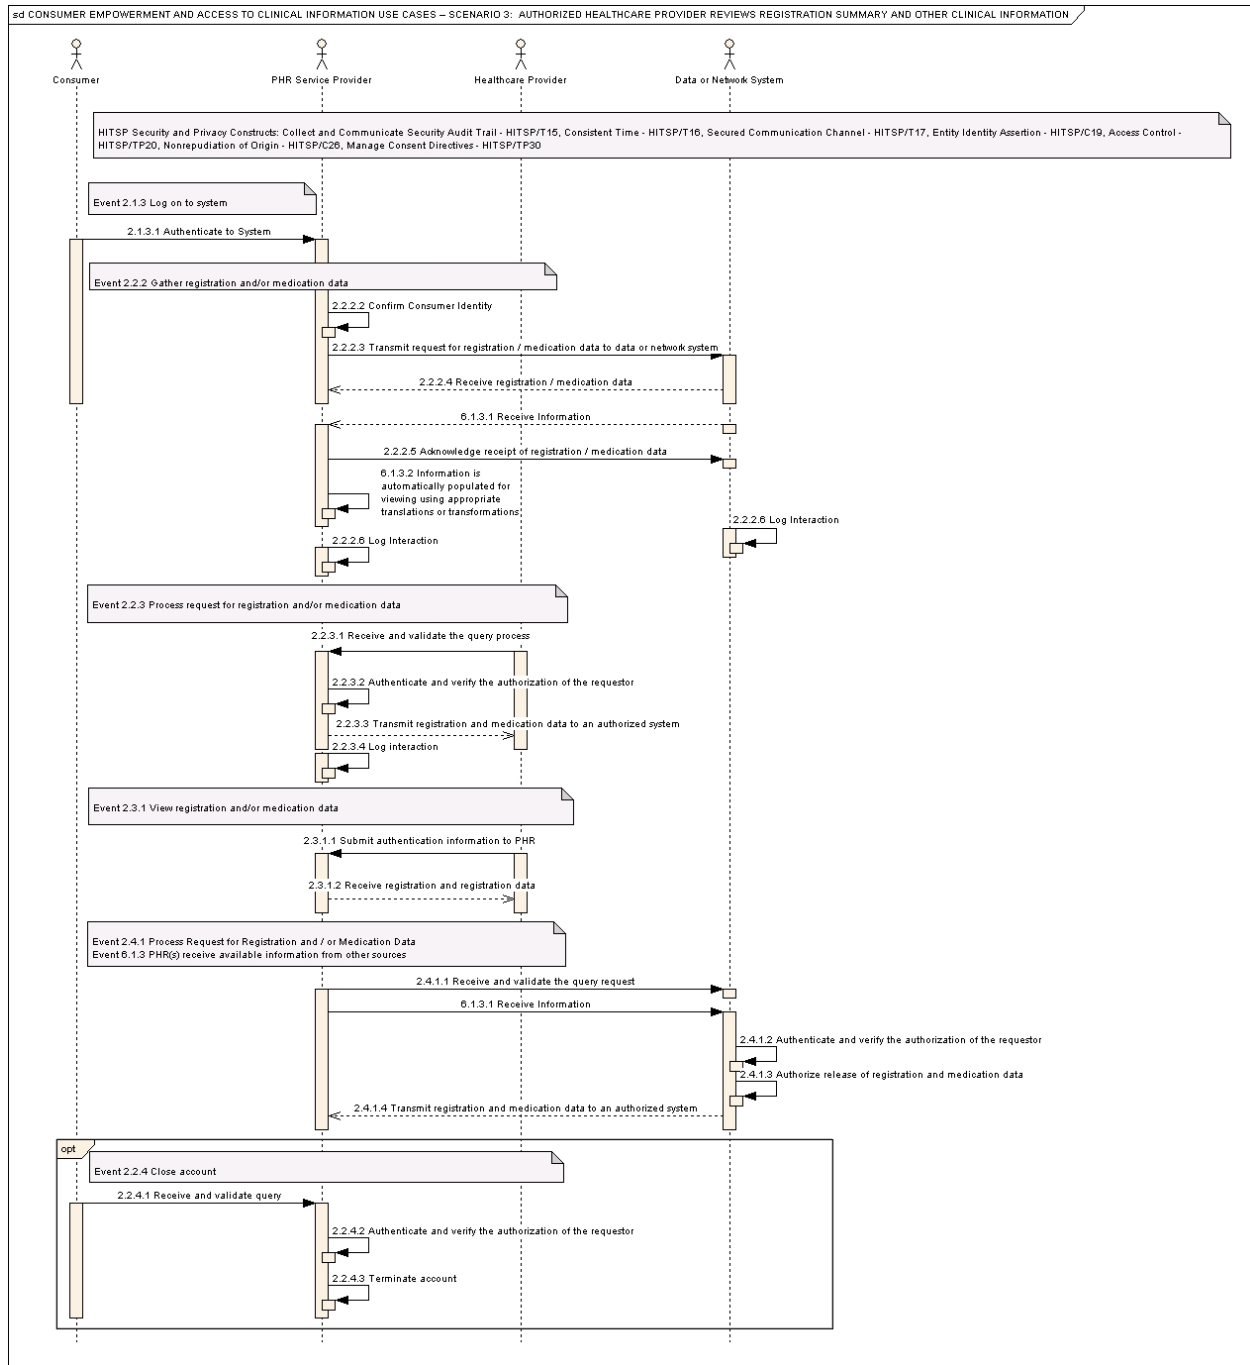 sd CONSUMER EMPOWERMENT AND ACCESS TO CLINICAL INFORMATION USE CASES – SCENARIO 3: AUTHORIZED HEALTHCARE PROVIDER REVIEWS REGISTRATION SUMMARY AND OTHER CLINICAL INFORMATION
Consumer
PHR Service Provider
Healthcare Provider
Data or Network System
HITSP Security and Privacy Constructs: Collect and Communicate Security Audit Trail - HITSP/T15, Consistent Time - HITSP/T16, Secured Communication Channel - HITSP/T17, Entity Identity Assertion - HITSP/C19, Access Control -
HITSP/TP20, Nonrepudiation of Origin - HITSP/C26, Manage Consent Directives - HITSP/TP30
Event 2.1.3 Log on to system
2.1.3.1 Authenticate to System
Event 2.2.2 Gather registration and/or medication data
2.2.2.2 Confirm Consumer Identity
2.2.2.3 Transmit request for registration / medication data to data or network system
2.2.2.4 Receive registration / medication data
6.1.3.1 Receive Information
2.2.2.5 Acknowledge receipt of registration / medication data
6.1.3.2 Information is
automatically populated for
viewing using appropriate
translations or transformations
2.2.2.6 Log Interaction
2.2.2.6 Log Interaction
Event 2.2.3 Process request for registration and/or medication data
2.2.3.1 Receive and validate the query process
2.2.3.2 Authenticate and verify the authorization of the requestor
2.2.3.3 Transmit registration and medication data to an authorized system
2.2.3.4 Log interaction
Event 2.3.1 View registration and/or medication data
2.3.1.1 Submit authentication information to PHR
2.3.1.2 Receive registration and registration data
Event 2.4.1 Process Request for Registration and / or Medication Data
Event 6.1.3 PHR(s) receive available information from other sources
2.4.1.1 Receive and validate the query request
6.1.3.1 Receive Information
2.4.1.2 Authenticate and verify the authorization of the requestor
2.4.1.3 Authorize release of registration and medication data
2.4.1.4 Transmit registration and medication data to an authorized system
opt
Event 2.2.4 Close account
2.2.4.1 Receive and validate query
2.2.4.2 Authenticate and verify the authorization of the requestor
2.2.4.3 Terminate account